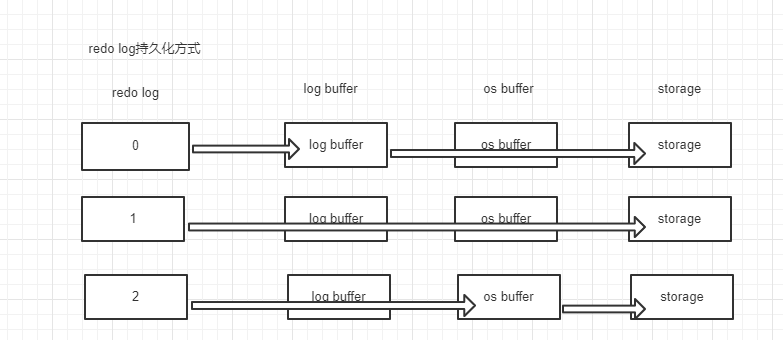 redo log持久化方式
redo log
log buffer
os buffer
storage
0
log buffer
os buffer
storage
1
log buffer
os buffer
storage
2
log buffer
os buffer
storage